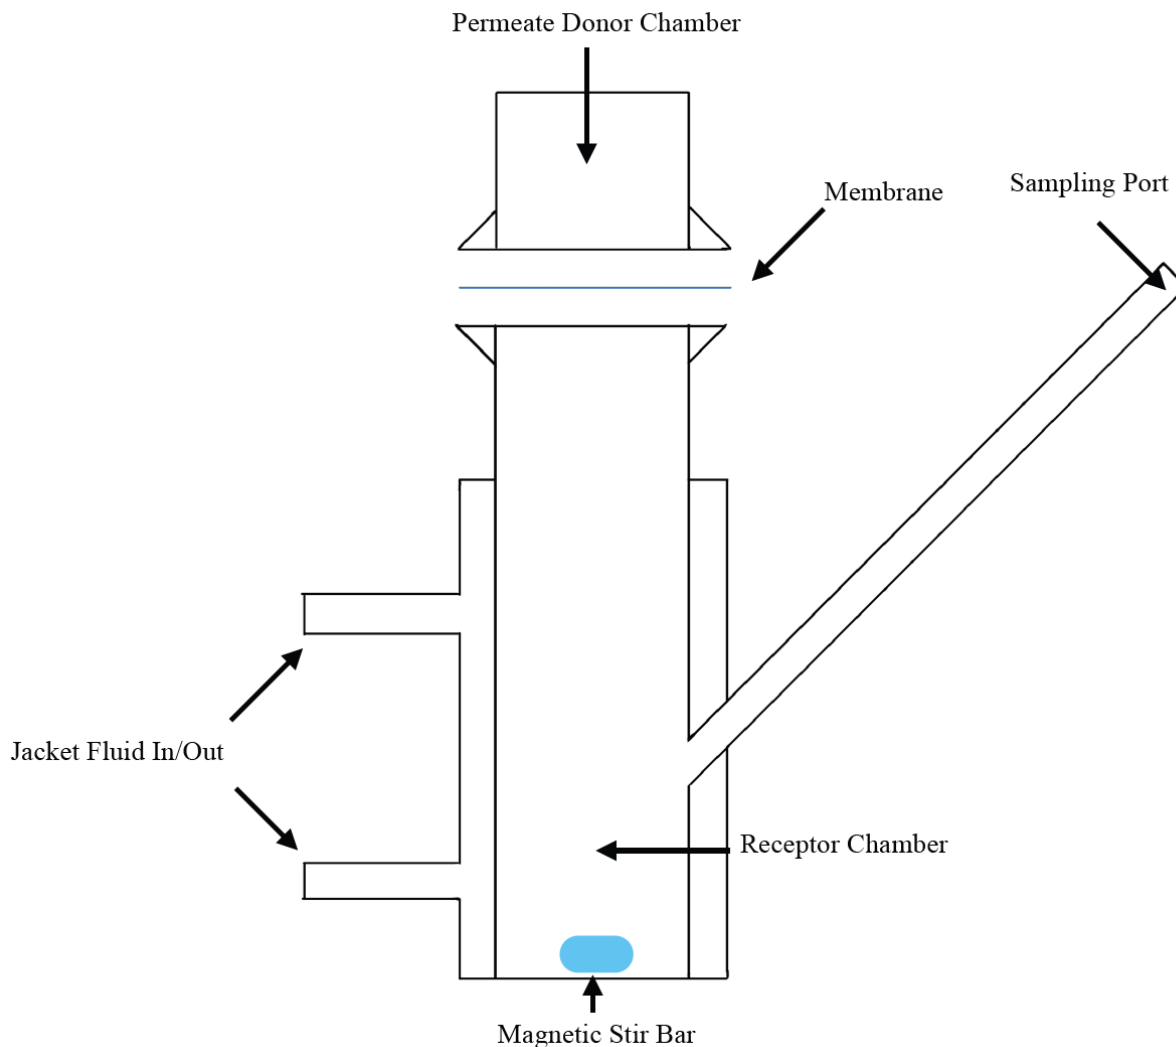 Permeate Donor Chamber
Membrane
Sampling Port
Jacket Fluid In/Out
Receptor Chamber
Magnetic Stir Bar